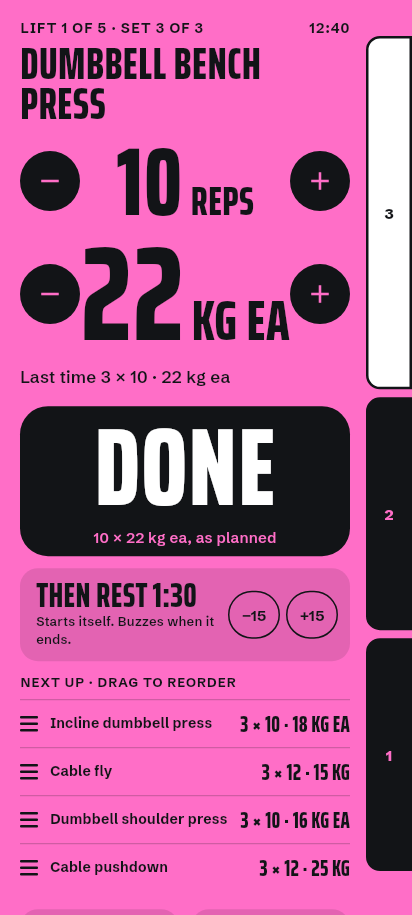 LIFT 1 OF 5 · SET 3 OF 3
12:40
DUMBBELL BENCH
PRESS
− 10 REPS +
− 22 KG EA +
Last time 3 × 10 · 22 kg ea
DONE
10 × 22 kg ea, as planned
THEN REST 1:30
Starts itself. Buzzes when it
ends.
−15
+15
NEXT UP · DRAG TO REORDER
Incline dumbbell press 3 × 10 · 18 KG EA
Cable fly 3 × 12 · 15 KG
Dumbbell shoulder press 3 × 10 · 16 KG EA
Cable pushdown 3 × 12 · 25 KG
3
2
1